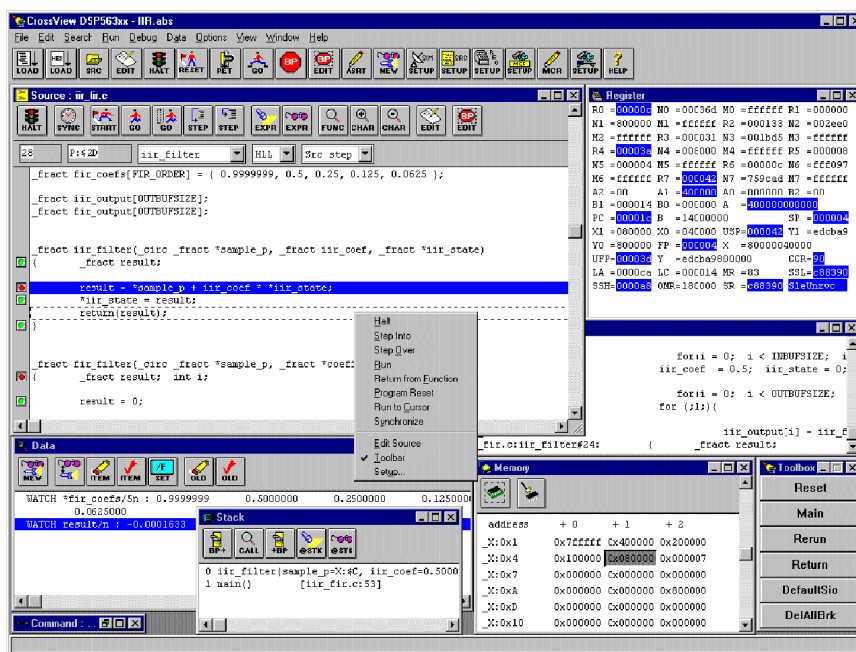 CrossView DSP563xx - IIR.abs
File Edit Search Run Debug Data Options View Window Help
LOAD LOAD SRC EDIT HALT RESET RET GO BP EDIT ASRT NEW SETUP SETUP SETUP SETUP MCR SETUP HELP
Source : iir_fir.c
HALT SYNC START GO GO STEP STEP EXPR EXPR FUNC CHAR CHAR EDIT EDIT
28 P:$2D iir_filter HLL Src step
_fract fir_coefs[FIR_ORDER] = { 0.9999999, 0.5, 0.25, 0.125, 0.0625 };
_fract iir_output[OUTBUFSIZE];
_fract fir_output[OUTBUFSIZE];
_fract iir_filter(_circ _fract *sample_p, _fract iir_coef, _fract *iir_state)
{ _fract result;
result = *sample_p + iir_coef * *iir_state;
*iir_state = result;
return(result);
}
_fract fir_filter(_circ _fract *sample_p, _fract *coeff
{ _fract result; int i;
result = 0;
Halt
Step Into
Step Over
Run
Return from Function
Program Reset
Run to Cursor
Synchronize
Edit Source
Toolbar
Setup...
Register
R0 =00000c N0 =00036d M0 =ffffff R1 =000000
N1 =800000 M1 =ffffff R2 =000133 N2 =002ee0
M2 =ffffff R3 =000031 N3 =001bd5 M3 =ffffff
R4 =00003a N4 =008000 M4 =ffffff R5 =000008
N5 =000004 M5 =ffffff R6 =00000c N6 =fff097
M6 =ffffff R7 =000042 N7 =759cad M7 =ffffff
A2 =00 A1 =400000 A0 =000000 B2 =00
B1 =000014 B0 =000000 A =400000000000
PC =00001c B =14000000 SP =000004
X1 =080000 X0 =040000 USP=000042 Y1 =edcba9
Y0 =800000 FP =000004 X =80000040000
UFP=00003d Y =edcba9800000 CCR=90
LA =0000ca LC =000014 MR =83 SSL=c88390
SSH=0000a8 OMR=180000 SR =c88390 SleUnzvc
for(i = 0; i < INBUFSIZE; i
iir_coef = 0.5; iir_state = 0;
for(i = 0; i < OUTBUFSIZE;
for (;1;){
iir_output[i] = iir_f
_fir.c:iir_filter#24: { _fract result;
Data
NEW ITEM ITEM SET OLD OLD
WATCH *fir_coefs/5n : 0.9999999 0.5000000 0.2500000 0.125000
0.0625000
WATCH result/n : -0.0001633
Stack
BP+ CALL +BP @STK @STK
0 iir_filter(sample_p=X:$C, iir_coef=0.5000
1 main() [iir_fir.c:53]
Memory
address + 0 + 1 + 2
_X:0x1 0x7fffff 0x400000 0x200000
_X:0x4 0x100000 0x080000 0x000007
_X:0x7 0x000000 0x000000 0x000000
_X:0xA 0x000000 0x000000 0x800000
_X:0xD 0x000000 0x000000 0x000000
_X:0x10 0x000000 0x000000 0x000000
Toolbox
Reset
Main
Rerun
Return
DefaultSio
DelAllBrk
Command : ...